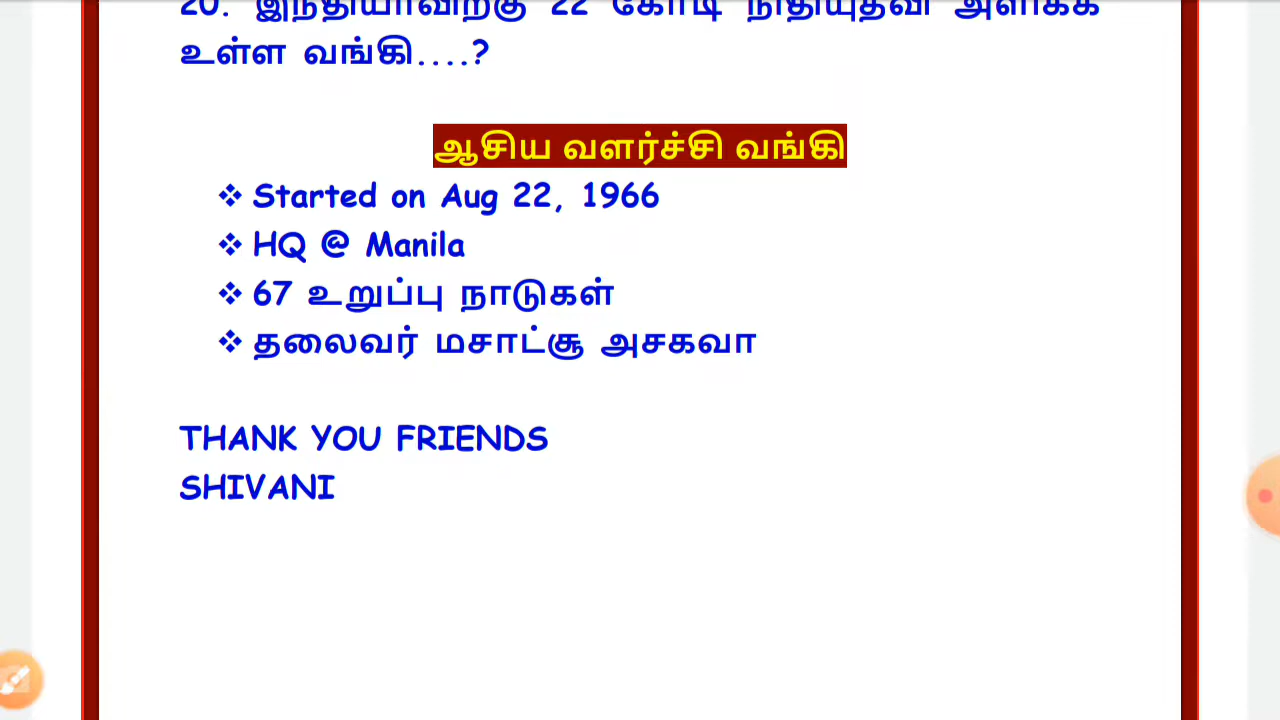 20. இந்தியாவிற்கு 22 கோடி நிதியுதவி அளிக்க
உள்ள வங்கி....?
ஆசிய வளர்ச்சி வங்கி
❖ Started on Aug 22, 1966
❖ HQ @ Manila
❖ 67 உறுப்பு நாடுகள்
❖ தலைவர் மசாட்சூ அசகவா
THANK YOU FRIENDS
SHIVANI